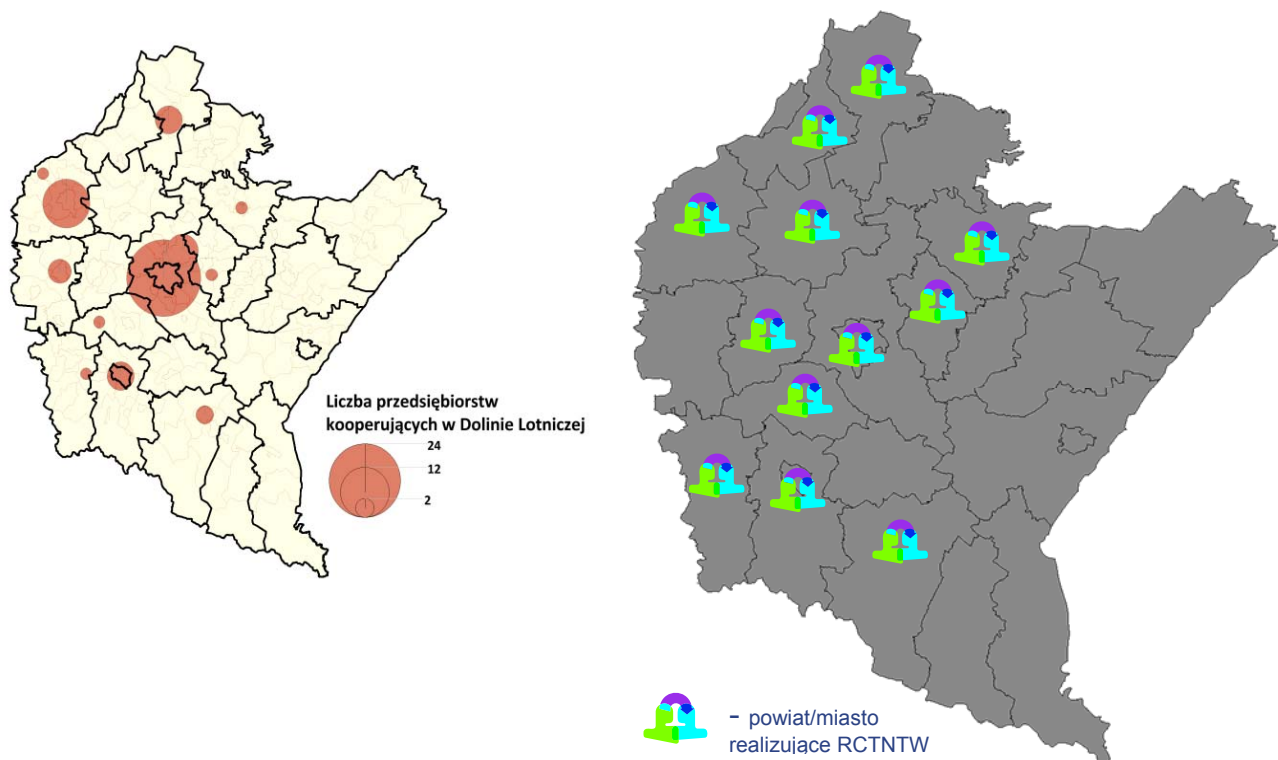 Liczba przedsiębiorstw
kooperujących w Dolinie Lotniczej
24
12
2
- powiat/miasto
realizujące RCTNTW